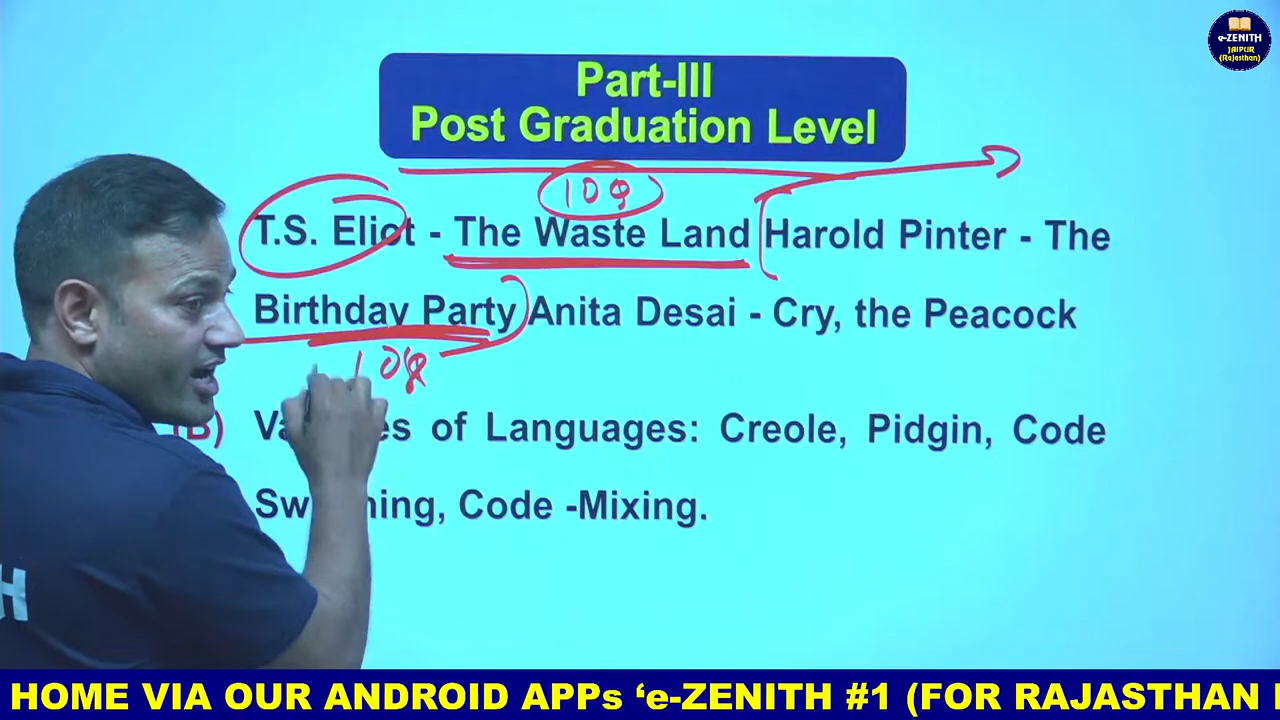 e-ZENITH
JAIPUR
(Rajasthan)
Part-III
Post Graduation Level
10Q
T.S. Eliot - The Waste Land Harold Pinter - The
Birthday Party Anita Desai - Cry, the Peacock
10Q
(B) of Languages: Creole, Pidgin, Code
Code -Mixing.
H
HOME VIA OUR ANDROID APPs ‘e-ZENITH #1 (FOR RAJASTHAN